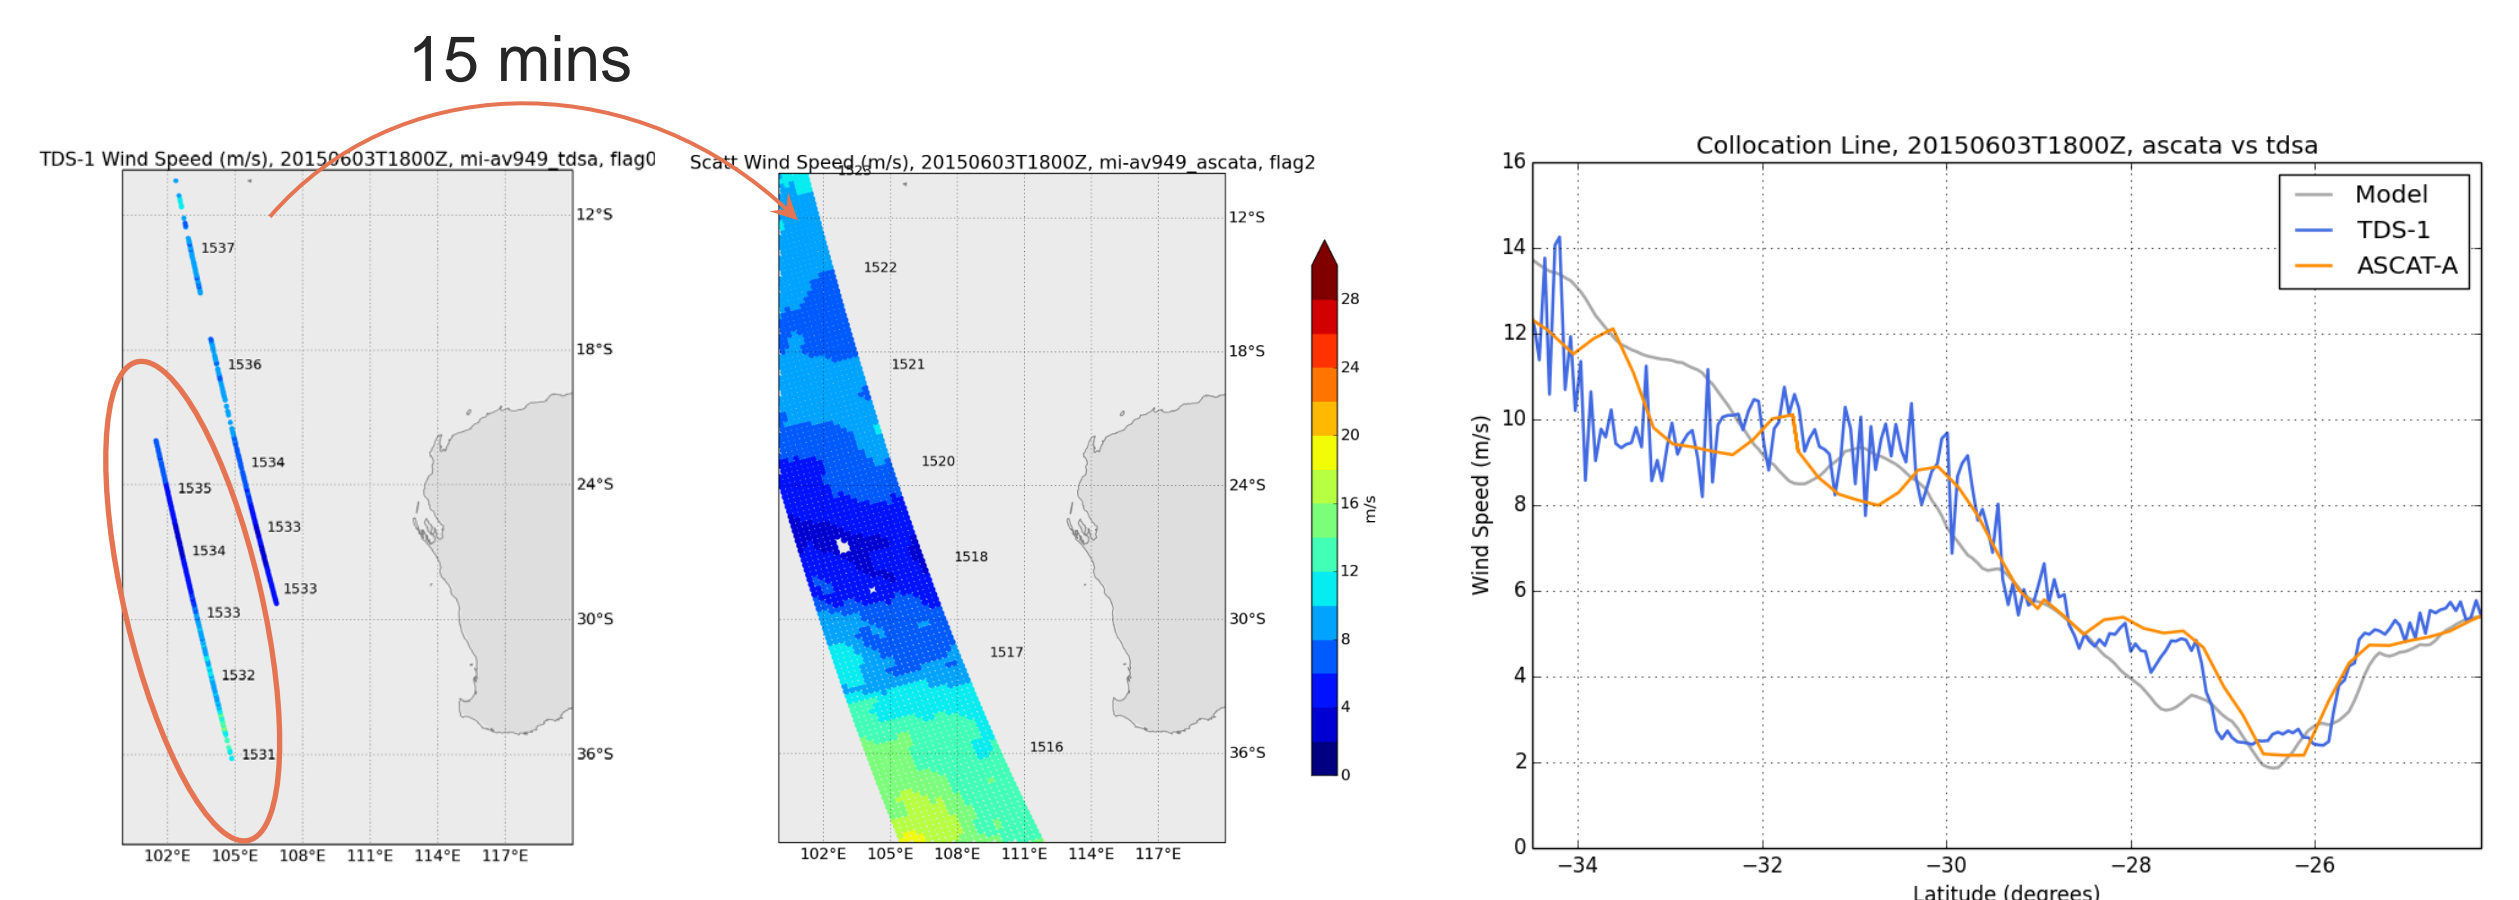 15 mins
TDS-1 Wind Speed (m/s), 20150603T1800Z, mi-av949_tdsa, flag0
1537
1536
1534
1535
1533
1534
1533
1533
1532
1531
12°S
18°S
24°S
30°S
36°S
102°E 105°E 108°E 111°E 114°E 117°E
Scatt Wind Speed (m/s), 20150603T1800Z, mi-av949_ascata, flag2
1523
1522
1521
1520
1518
1517
1516
12°S
18°S
24°S
30°S
36°S
102°E 105°E 108°E 111°E 114°E 117°E
28
24
20
16
12
8
4
0
m/s
Collocation Line, 20150603T1800Z, ascata vs tdsa
Model
TDS-1
ASCAT-A
16
14
12
10
8
6
4
2
0
Wind Speed (m/s)
−34 −32 −30 −28 −26
Latitude (degrees)